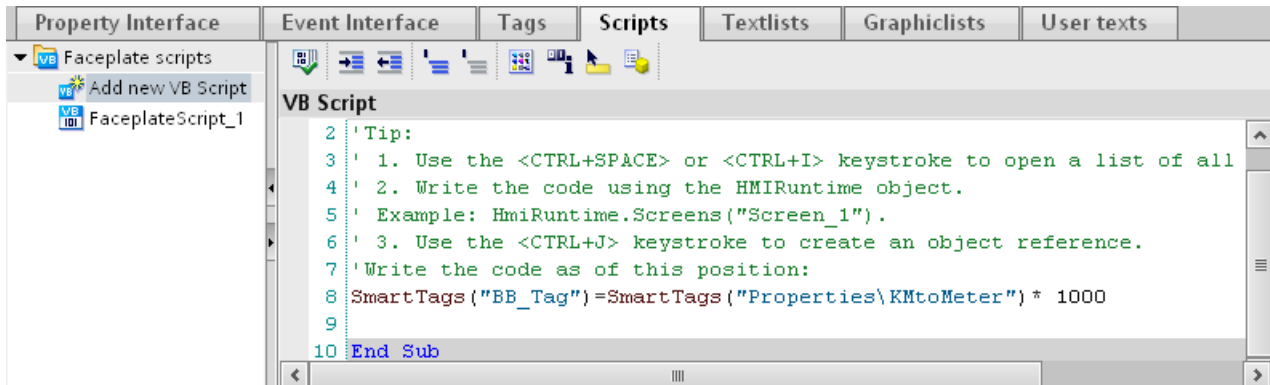 Property Interface Event Interface Tags Scripts Textlists Graphiclists User texts
Faceplate scripts
Add new VB Script
FaceplateScript_1
VB Script
2 'Tip:
3 ' 1. Use the <CTRL+SPACE> or <CTRL+I> keystroke to open a list of all
4 ' 2. Write the code using the HMIRuntime object.
5 ' Example: HmiRuntime.Screens("Screen_1").
6 ' 3. Use the <CTRL+J> keystroke to create an object reference.
7 'Write the code as of this position:
8 SmartTags("BB_Tag")=SmartTags("Properties\KMtoMeter")* 1000
9
10 End Sub